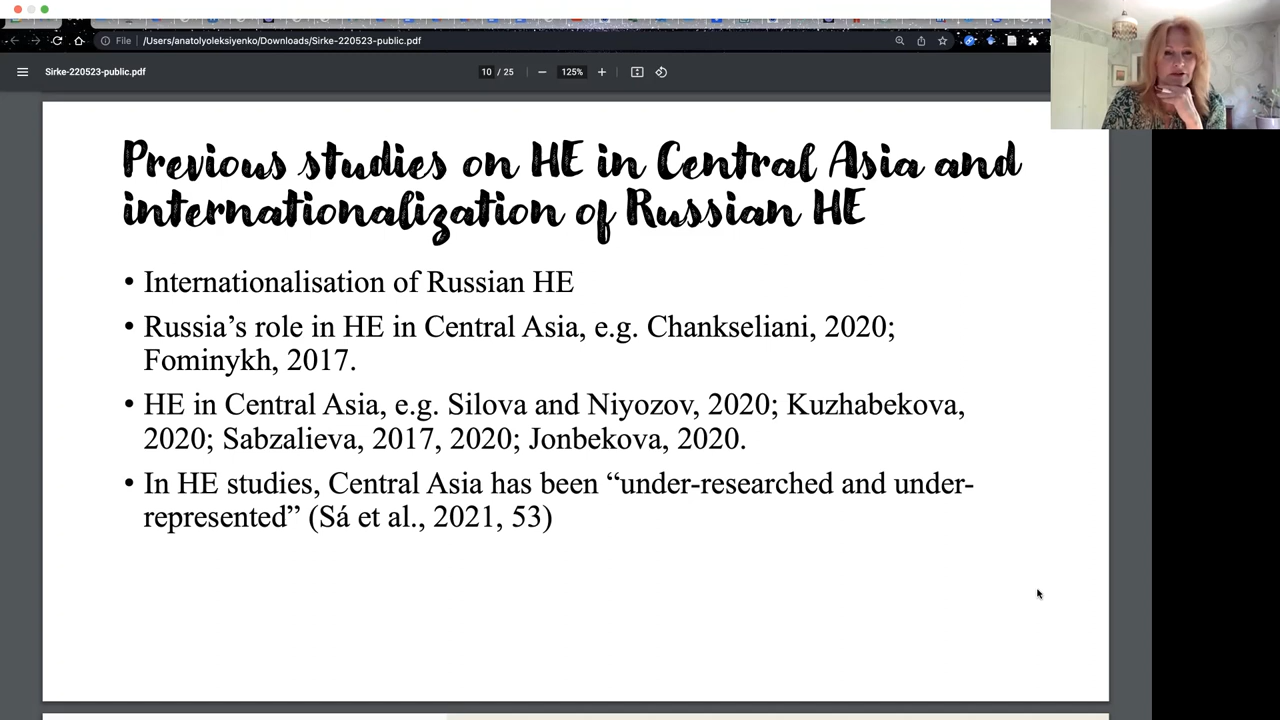 File | /Users/anatolyoleksiyenko/Downloads/Sirke-220523-public.pdf
Sirke-220523-public.pdf
10 / 25
125%
Previous studies on HE in Central Asia and
internationalization of Russian HE
• Internationalisation of Russian HE
• Russia’s role in HE in Central Asia, e.g. Chankseliani, 2020;
Fominykh, 2017.
• HE in Central Asia, e.g. Silova and Niyozov, 2020; Kuzhabekova,
2020; Sabzalieva, 2017, 2020; Jonbekova, 2020.
• In HE studies, Central Asia has been “under-researched and under-
represented” (Sá et al., 2021, 53)